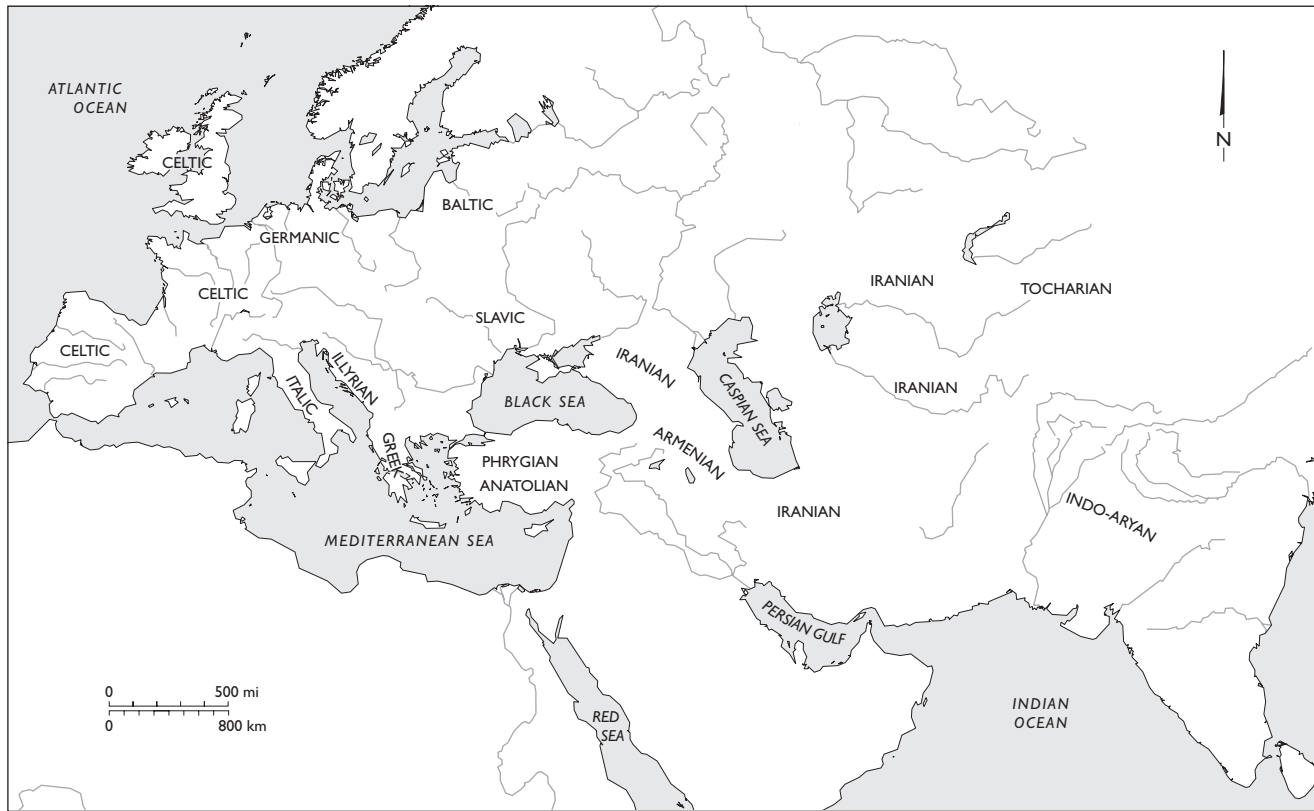 ATLANTIC
OCEAN
N
CELTIC
BALTIC
GERMANIC
IRANIAN
TOCHARIAN
CELTIC
SLAVIC
CELTIC
ILLYRIAN
ITALIC
IRANIAN
CASPIAN SEA
IRANIAN
BLACK SEA
GREEK
ARMENIAN
PHRYGIAN
ANATOLIAN
IRANIAN
INDO-ARYAN
MEDITERRANEAN SEA
PERSIAN GULF
0 500 mi
0 800 km
RED
SEA
INDIAN
OCEAN